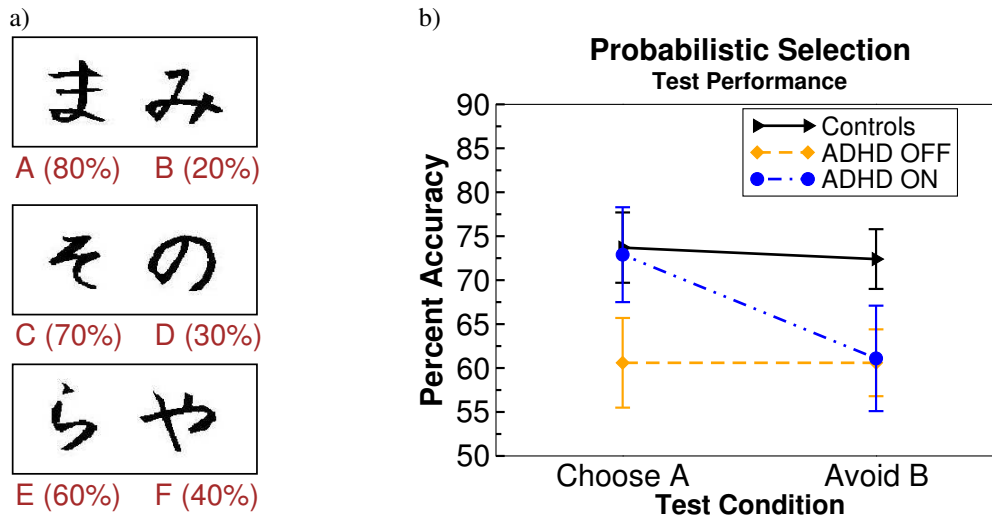 a)
まみ
A (80%) B (20%)
そ の
C (70%) D (30%)
ら や
E (60%) F (40%)
b)
Probabilistic Selection
Test Performance
Percent Accuracy
90
85
80
75
70
65
60
55
50
Controls
ADHD OFF
ADHD ON
Choose A Avoid B
Test Condition